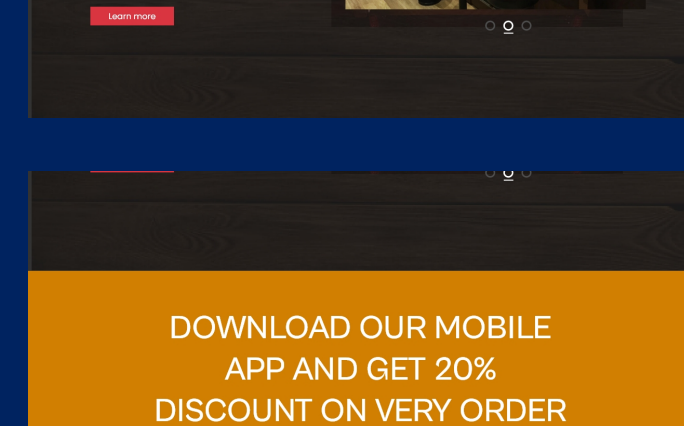 Learn more
DOWNLOAD OUR MOBILE
APP AND GET 20%
DISCOUNT ON VERY ORDER